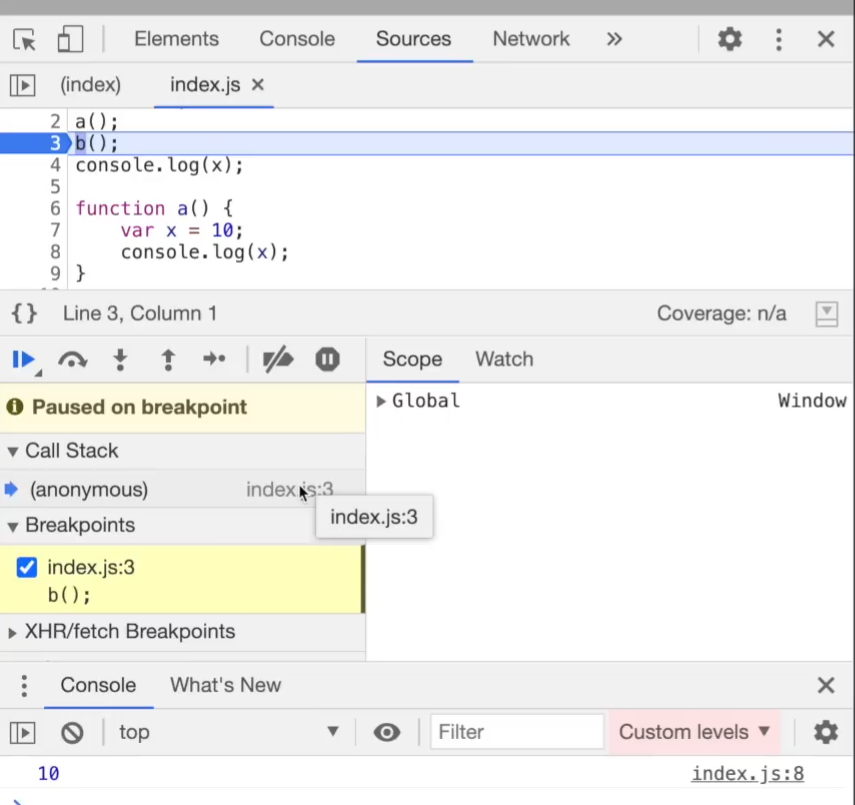 Elements Console Sources Network »
(index) index.js ×
2 a();
3 b();
4 console.log(x);
5
6 function a() {
7     var x = 10;
8     console.log(x);
9 }
{} Line 3, Column 1 Coverage: n/a
Scope Watch
Paused on breakpoint
Global Window
Call Stack
(anonymous) index.js:3
index.js:3
Breakpoints
index.js:3
b();
XHR/fetch Breakpoints
Console What's New
top Filter Custom levels
10 index.js:8